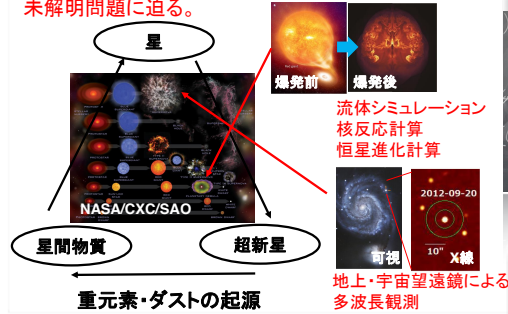 未解明問題に迫る。
星
爆発前
爆発後
流体シミュレーション
核反応計算
恒星進化計算
NASA/CXC/SAO
2012-09-20
10"
可視
X線
星間物質
超新星
地上・宇宙望遠鏡による
多波長観測
重元素・ダストの起源